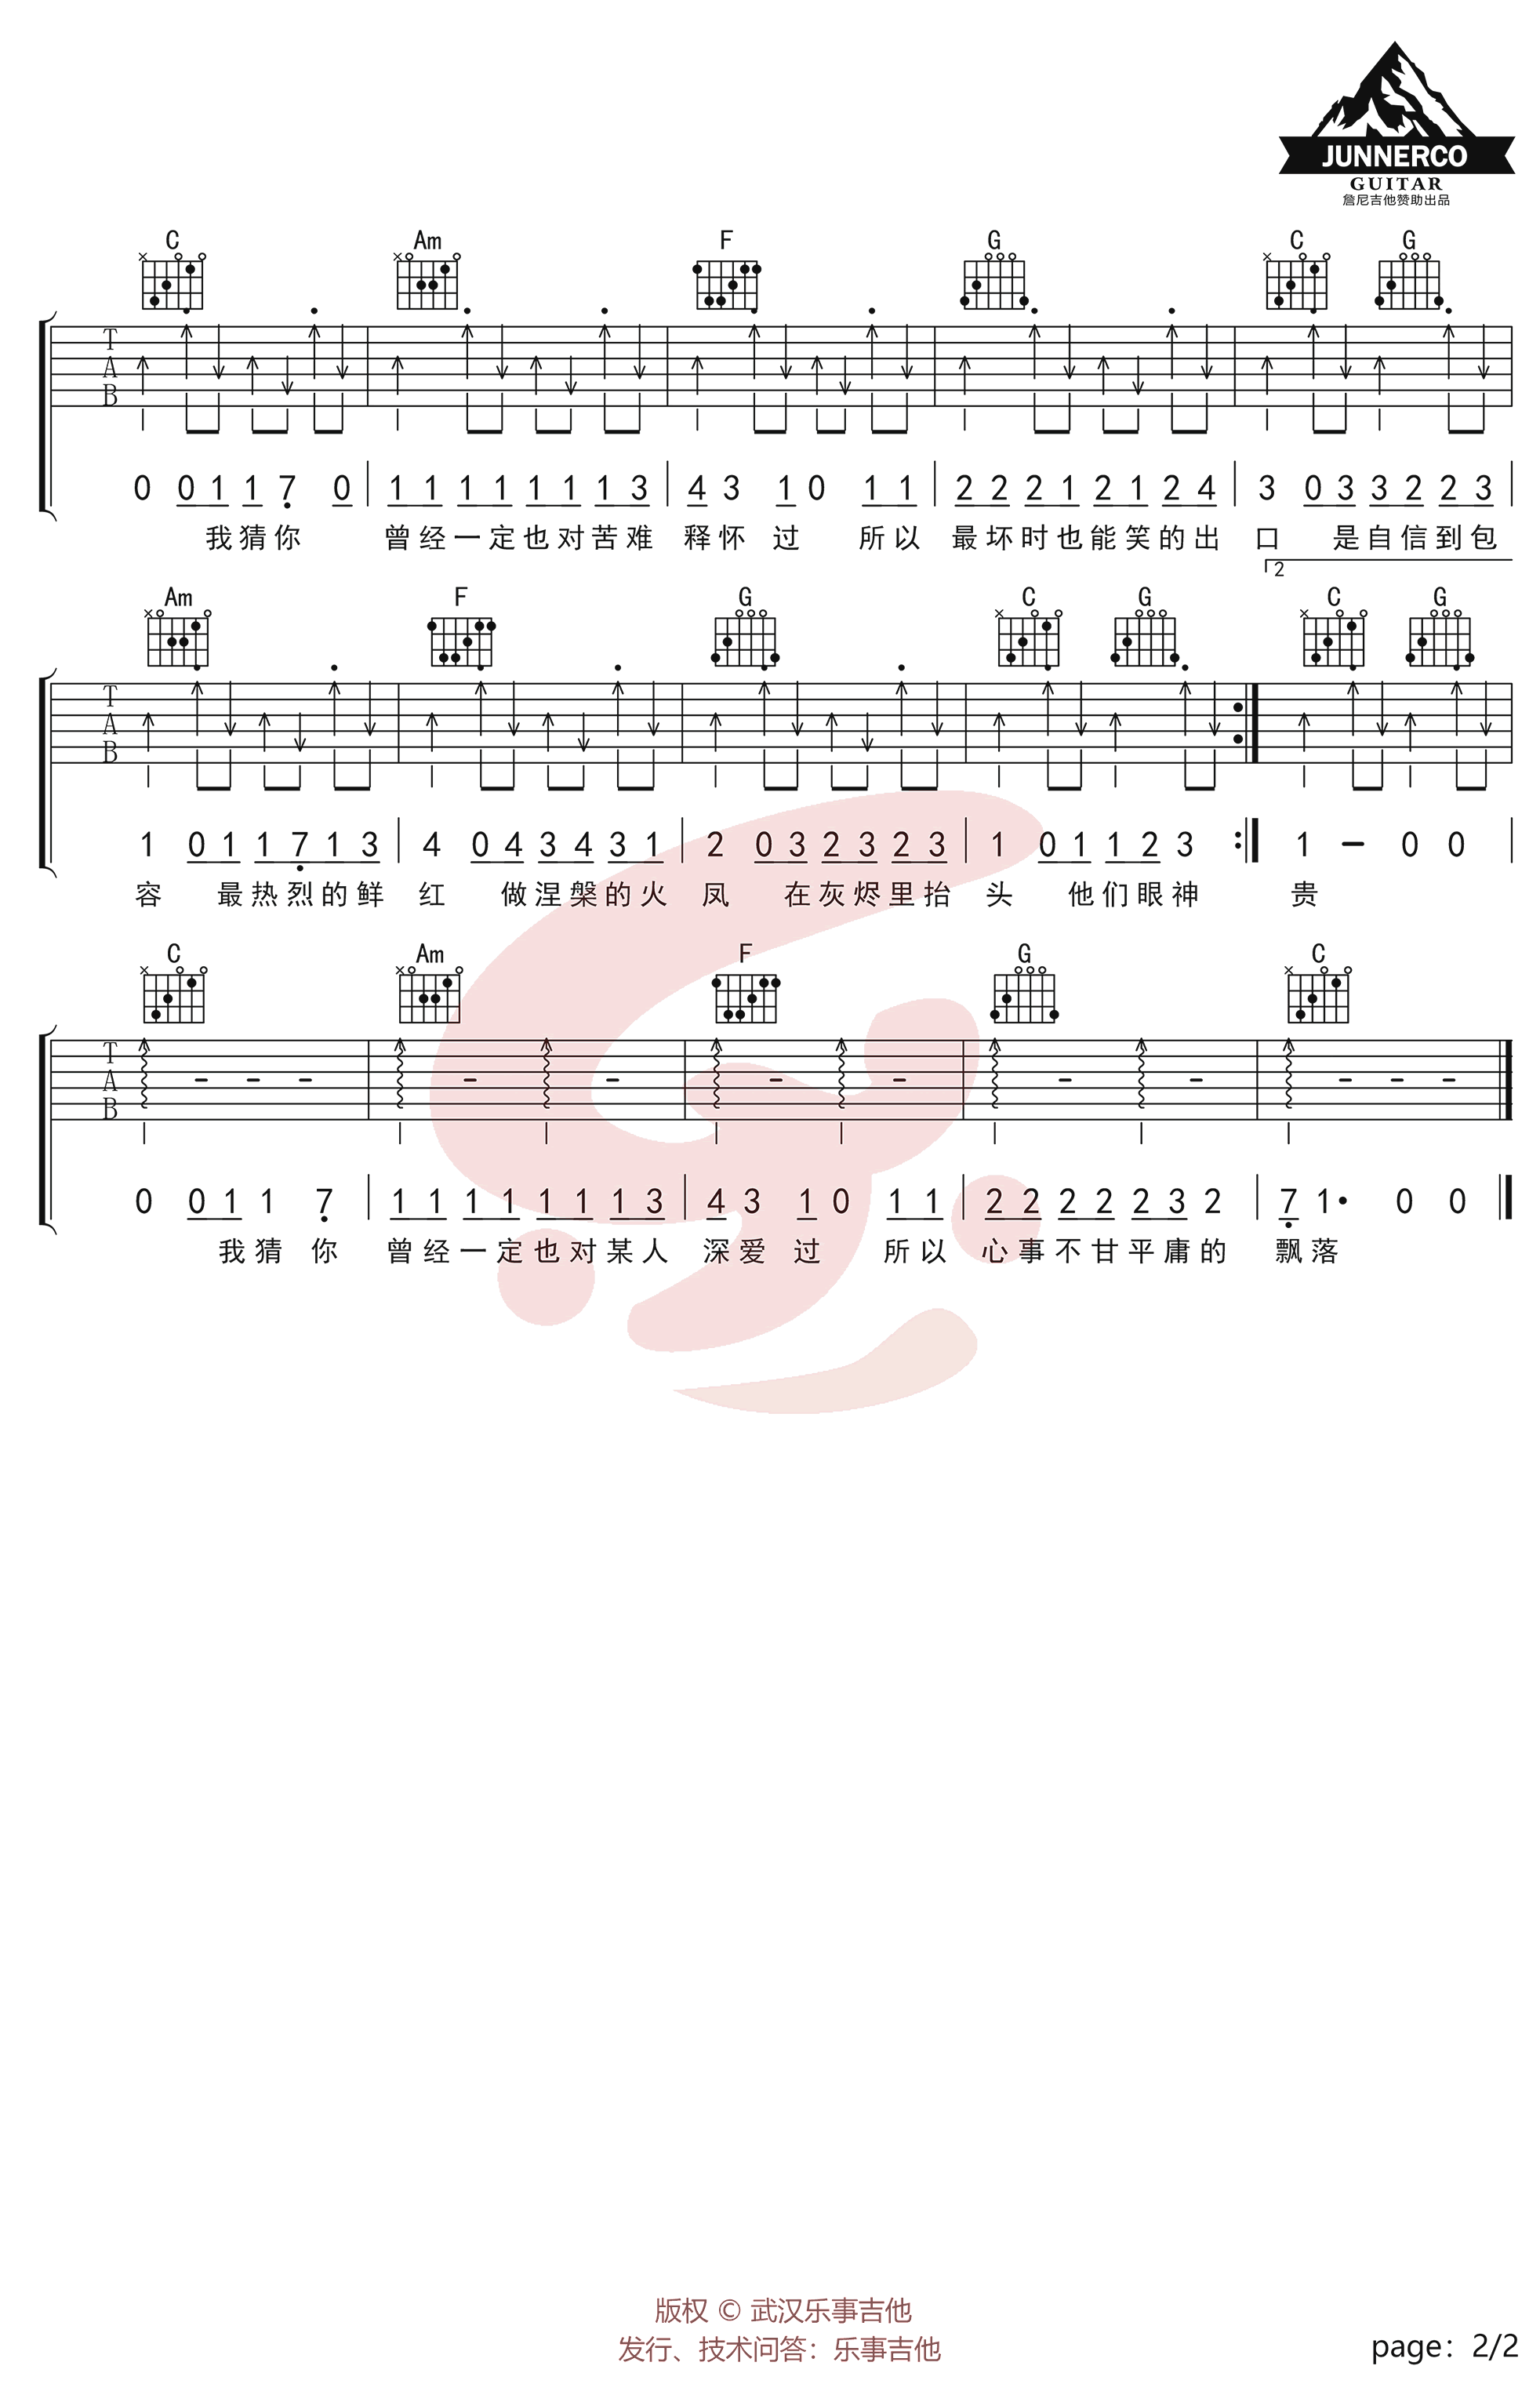 JUNNERCO
GUITAR
詹尼吉他赞助出品
C Am F G C G
T
A
B
0 0 1 1 7 0 1 1 1 1 1 1 1 3 4 3 1 0 1 1 2 2 2 1 2 1 2 4 3 0 3 3 2 2 3
我猜你 曾经一定也对苦难 释怀过 所以 最坏时也能笑的出 口 是自信到包
2
Am F G C G C G
T
A
B
1 0 1 1 7 1 3 4 0 4 3 4 3 1 2 0 3 2 3 2 3 1 0 1 1 2 3 1 - 0 0
容 最热烈的鲜 红 做涅槃的火 凤 在灰烬里抬 头 他们眼神 贵
C Am F G C
T
A
B
0 0 1 1 7 1 1 1 1 1 1 1 3 4 3 1 0 1 1 2 2 2 2 2 3 2 7 1• 0 0
我猜 你 曾经一定也对某人 深爱过 所以 心事不甘平庸的 飘落
版权 © 武汉乐事吉他
发行、技术问答：乐事吉他
page：2/2